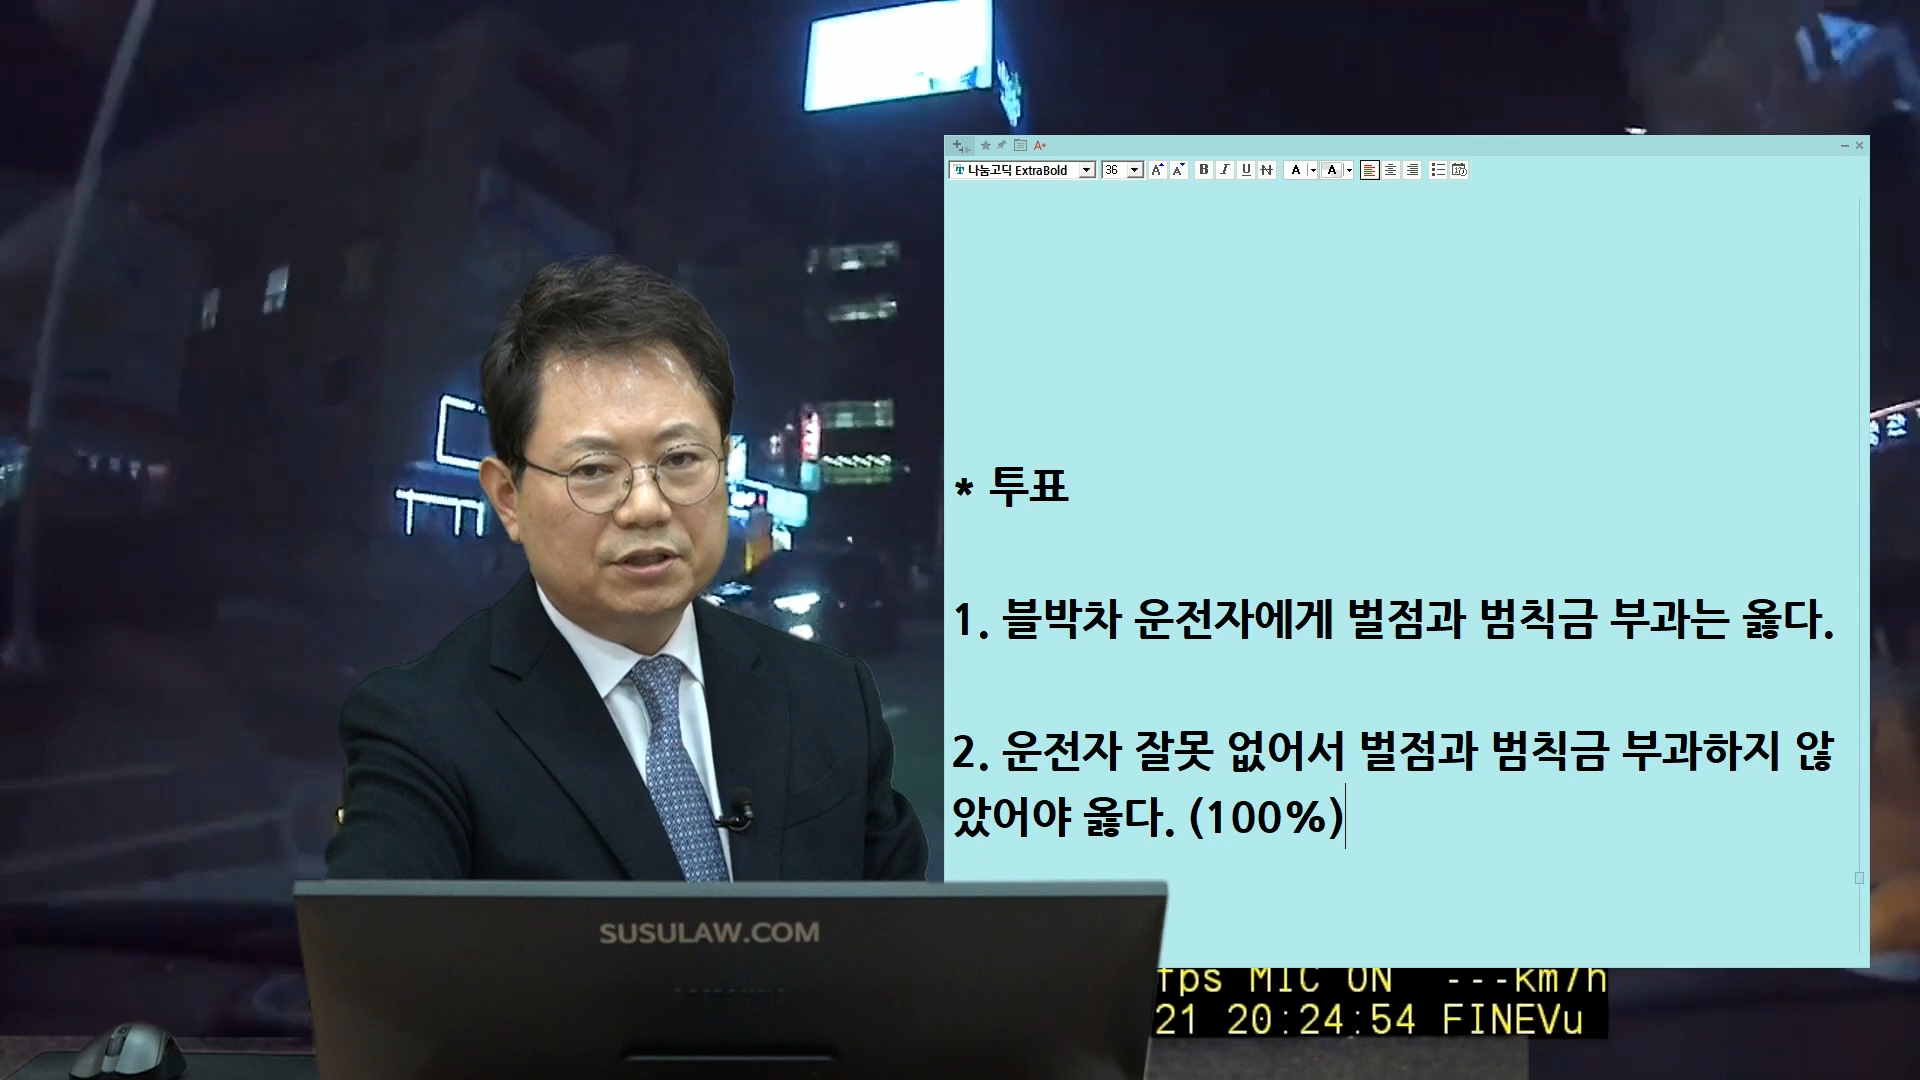 나눔고딕 ExtraBold
36
* 투표
1. 블박차 운전자에게 벌점과 범칙금 부과는 옳다.
2. 운전자 잘못 없어서 벌점과 범칙금 부과하지 않
았어야 옳다. (100%)
SUSULAW.COM
fps MIC ON ---km/h
21 20:24:54 FINEVu